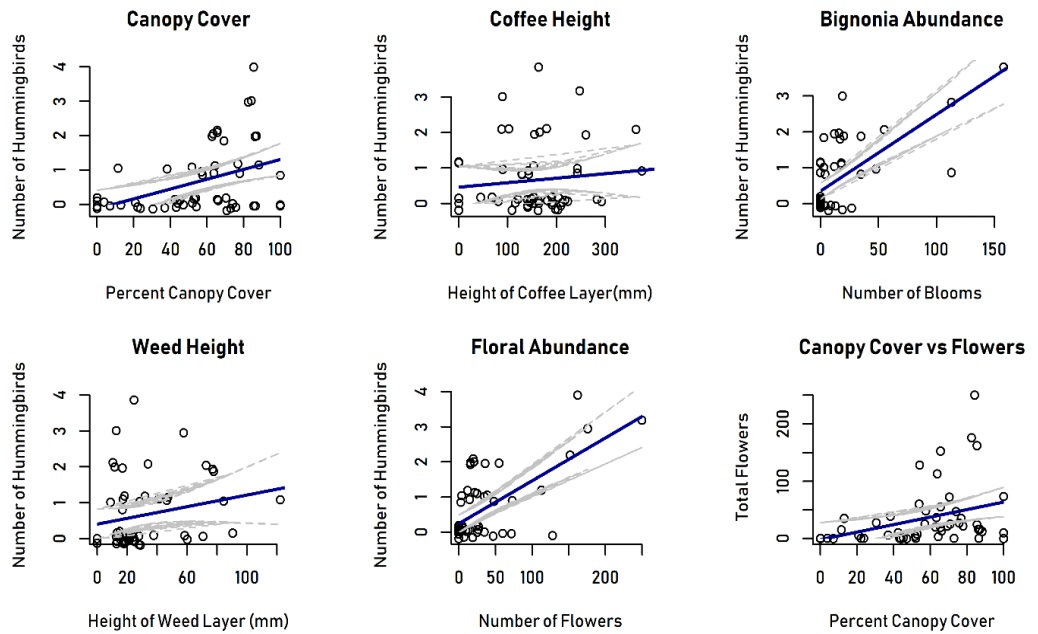 Canopy Cover
Number of Hummingbirds
4
3
2
1
0
0 20 40 60 80 100
Percent Canopy Cover
Coffee Height
Number of Hummingbirds
3
2
1
0
0 100 200 300
Height of Coffee Layer(mm)
Bignonia Abundance
Number of Hummingbirds
3
2
1
0
0 50 100 150
Number of Blooms
Weed Height
Number of Hummingbirds
4
3
2
1
0
0 20 60 100
Height of Weed Layer (mm)
Floral Abundance
Number of Hummingbirds
4
3
2
1
0
0 50 100 200
Number of Flowers
Canopy Cover vs Flowers
Total Flowers
200
100
50
0
0 20 40 60 80 100
Percent Canopy Cover